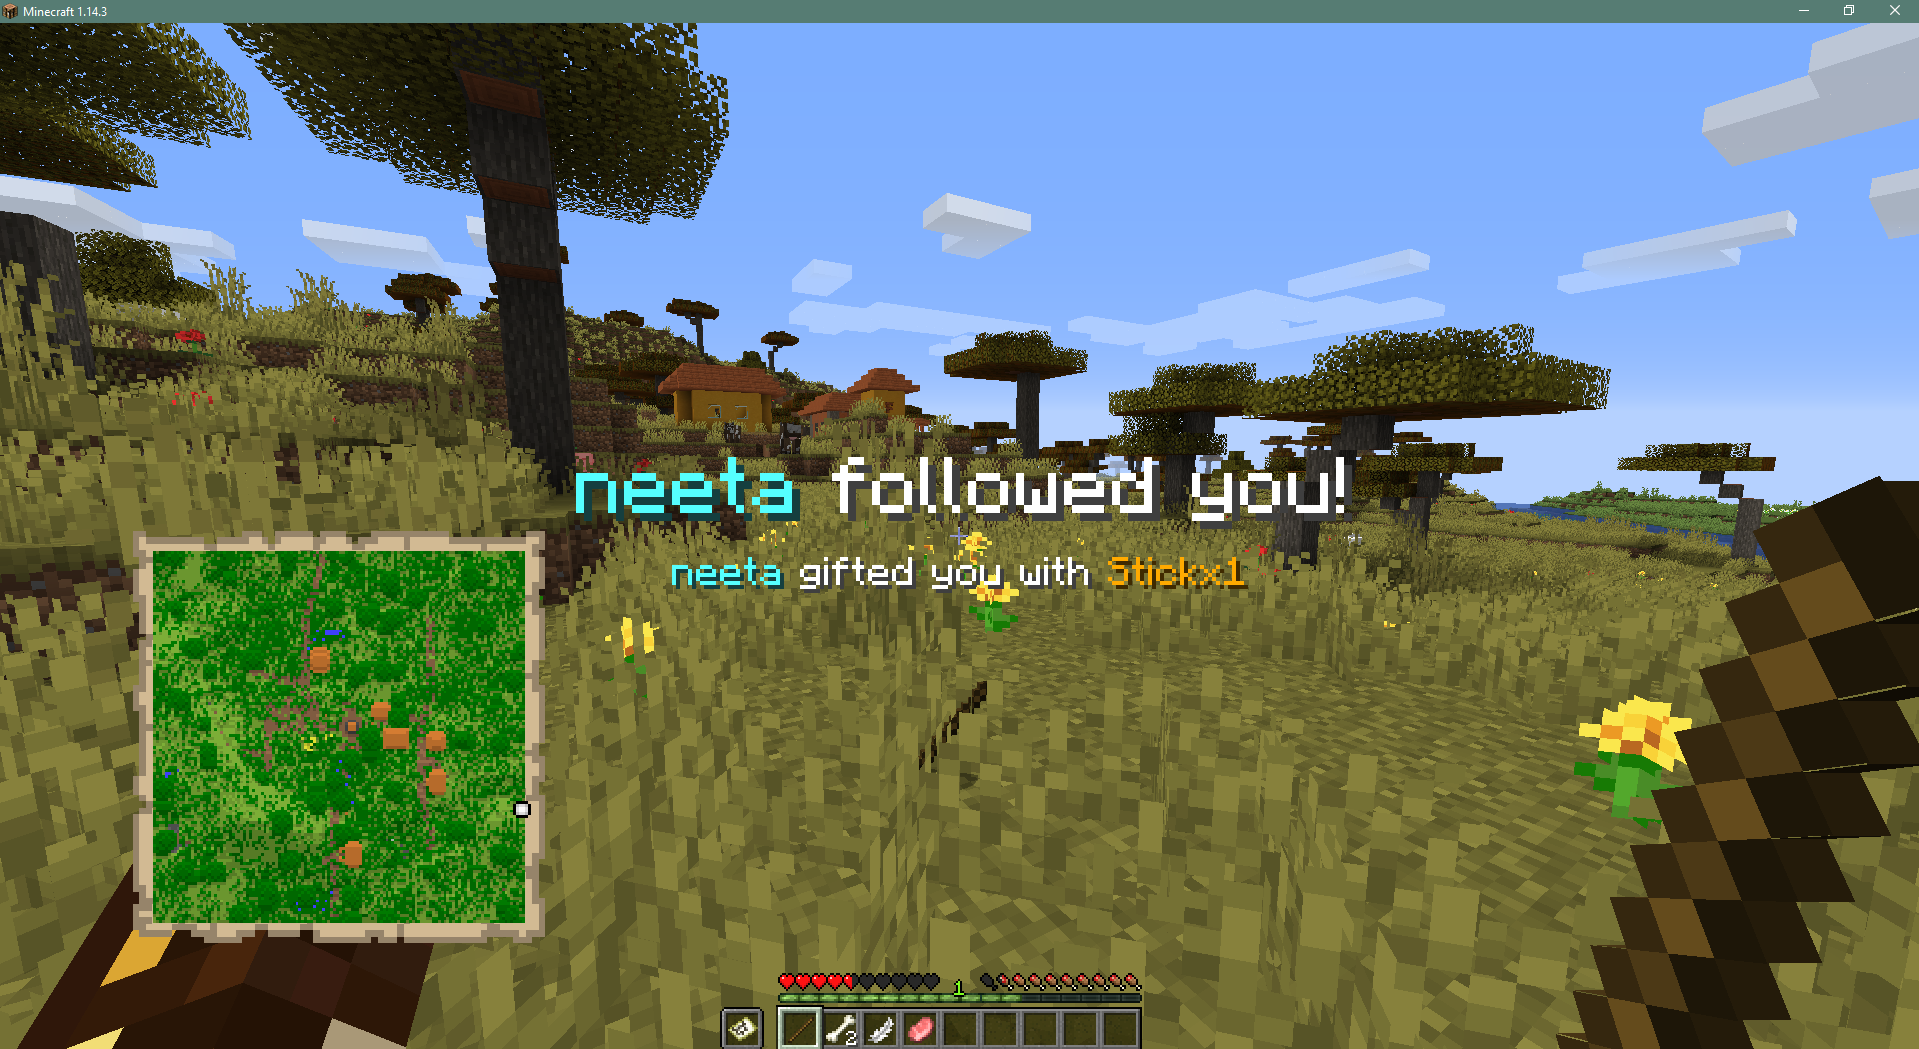 Minecraft 1.14.3
neeta followed you!
neeta gifted you with Stickx1
1
2